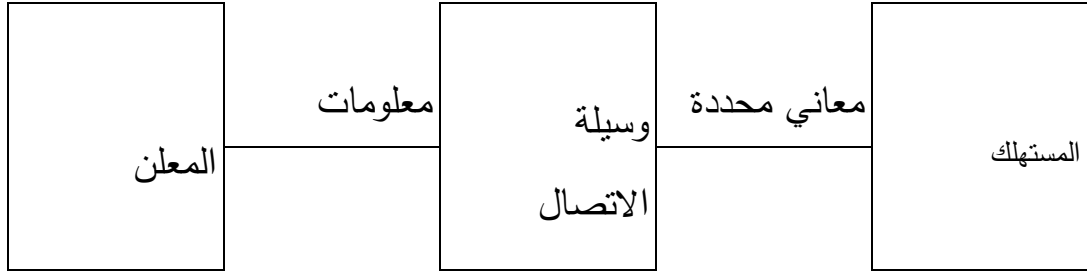 المستهلك
معاني محددة
وسيلة
الاتصال
معلومات
المعلن